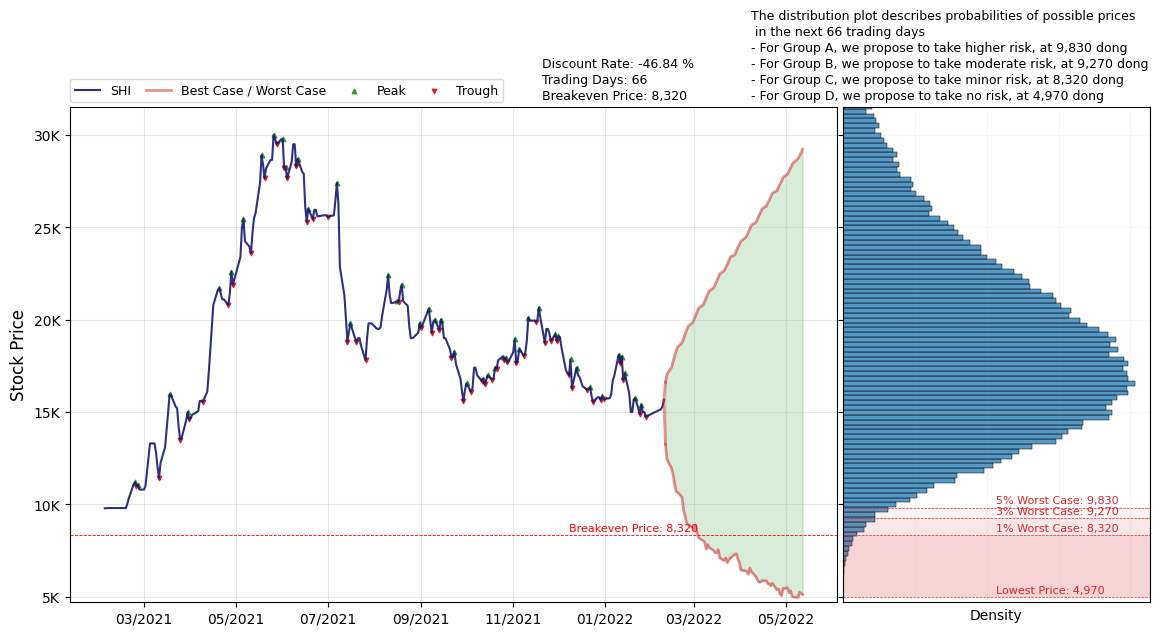 The distribution plot describes probabilities of possible prices
in the next 66 trading days
- For Group A, we propose to take higher risk, at 9,830 dong
- For Group B, we propose to take moderate risk, at 9,270 dong
- For Group C, we propose to take minor risk, at 8,320 dong
- For Group D, we propose to take no risk, at 4,970 dong
Discount Rate: -46.84 %
Trading Days: 66
Breakeven Price: 8,320
SHI
Best Case / Worst Case
Peak
Trough
Stock Price
30K
25K
20K
15K
10K
5K
Breakeven Price: 8,320
5% Worst Case: 9,830
3% Worst Case: 9,270
1% Worst Case: 8,320
Lowest Price: 4,970
03/2021
05/2021
07/2021
09/2021
11/2021
01/2022
03/2022
05/2022
Density